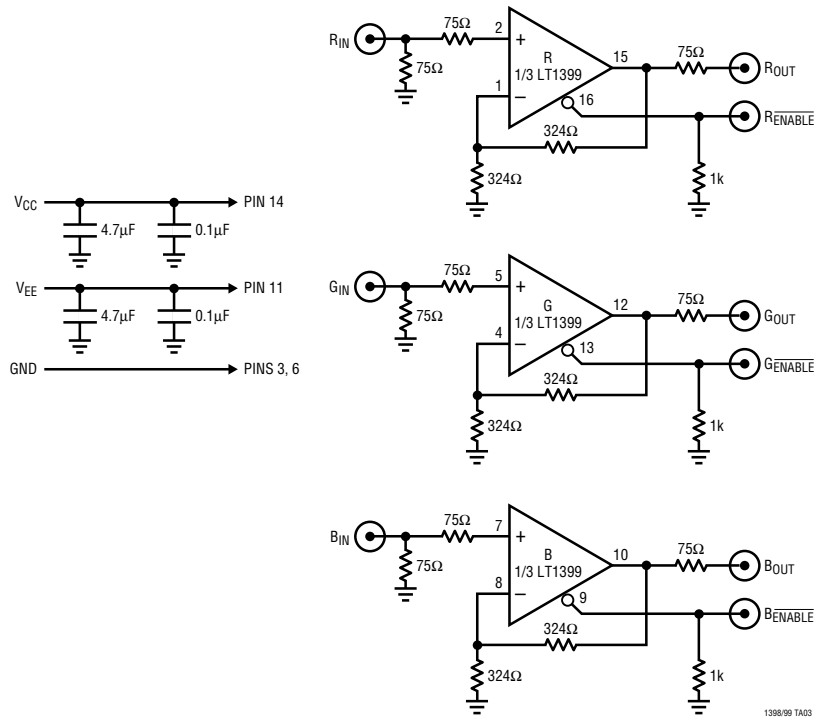 R_IN
75Ω
75Ω
2
+
R
1/3 LT1399
15
75Ω
R_OUT
1
−
16
R_ENABLE
324Ω
324Ω
1k
V_CC
PIN 14
4.7µF
0.1µF
V_EE
PIN 11
4.7µF
0.1µF
GND
PINS 3, 6
G_IN
75Ω
75Ω
5
+
G
1/3 LT1399
12
75Ω
G_OUT
4
−
13
G_ENABLE
324Ω
324Ω
1k
B_IN
75Ω
75Ω
7
+
B
1/3 LT1399
10
75Ω
B_OUT
8
−
9
B_ENABLE
324Ω
324Ω
1k
1398/99 TA03